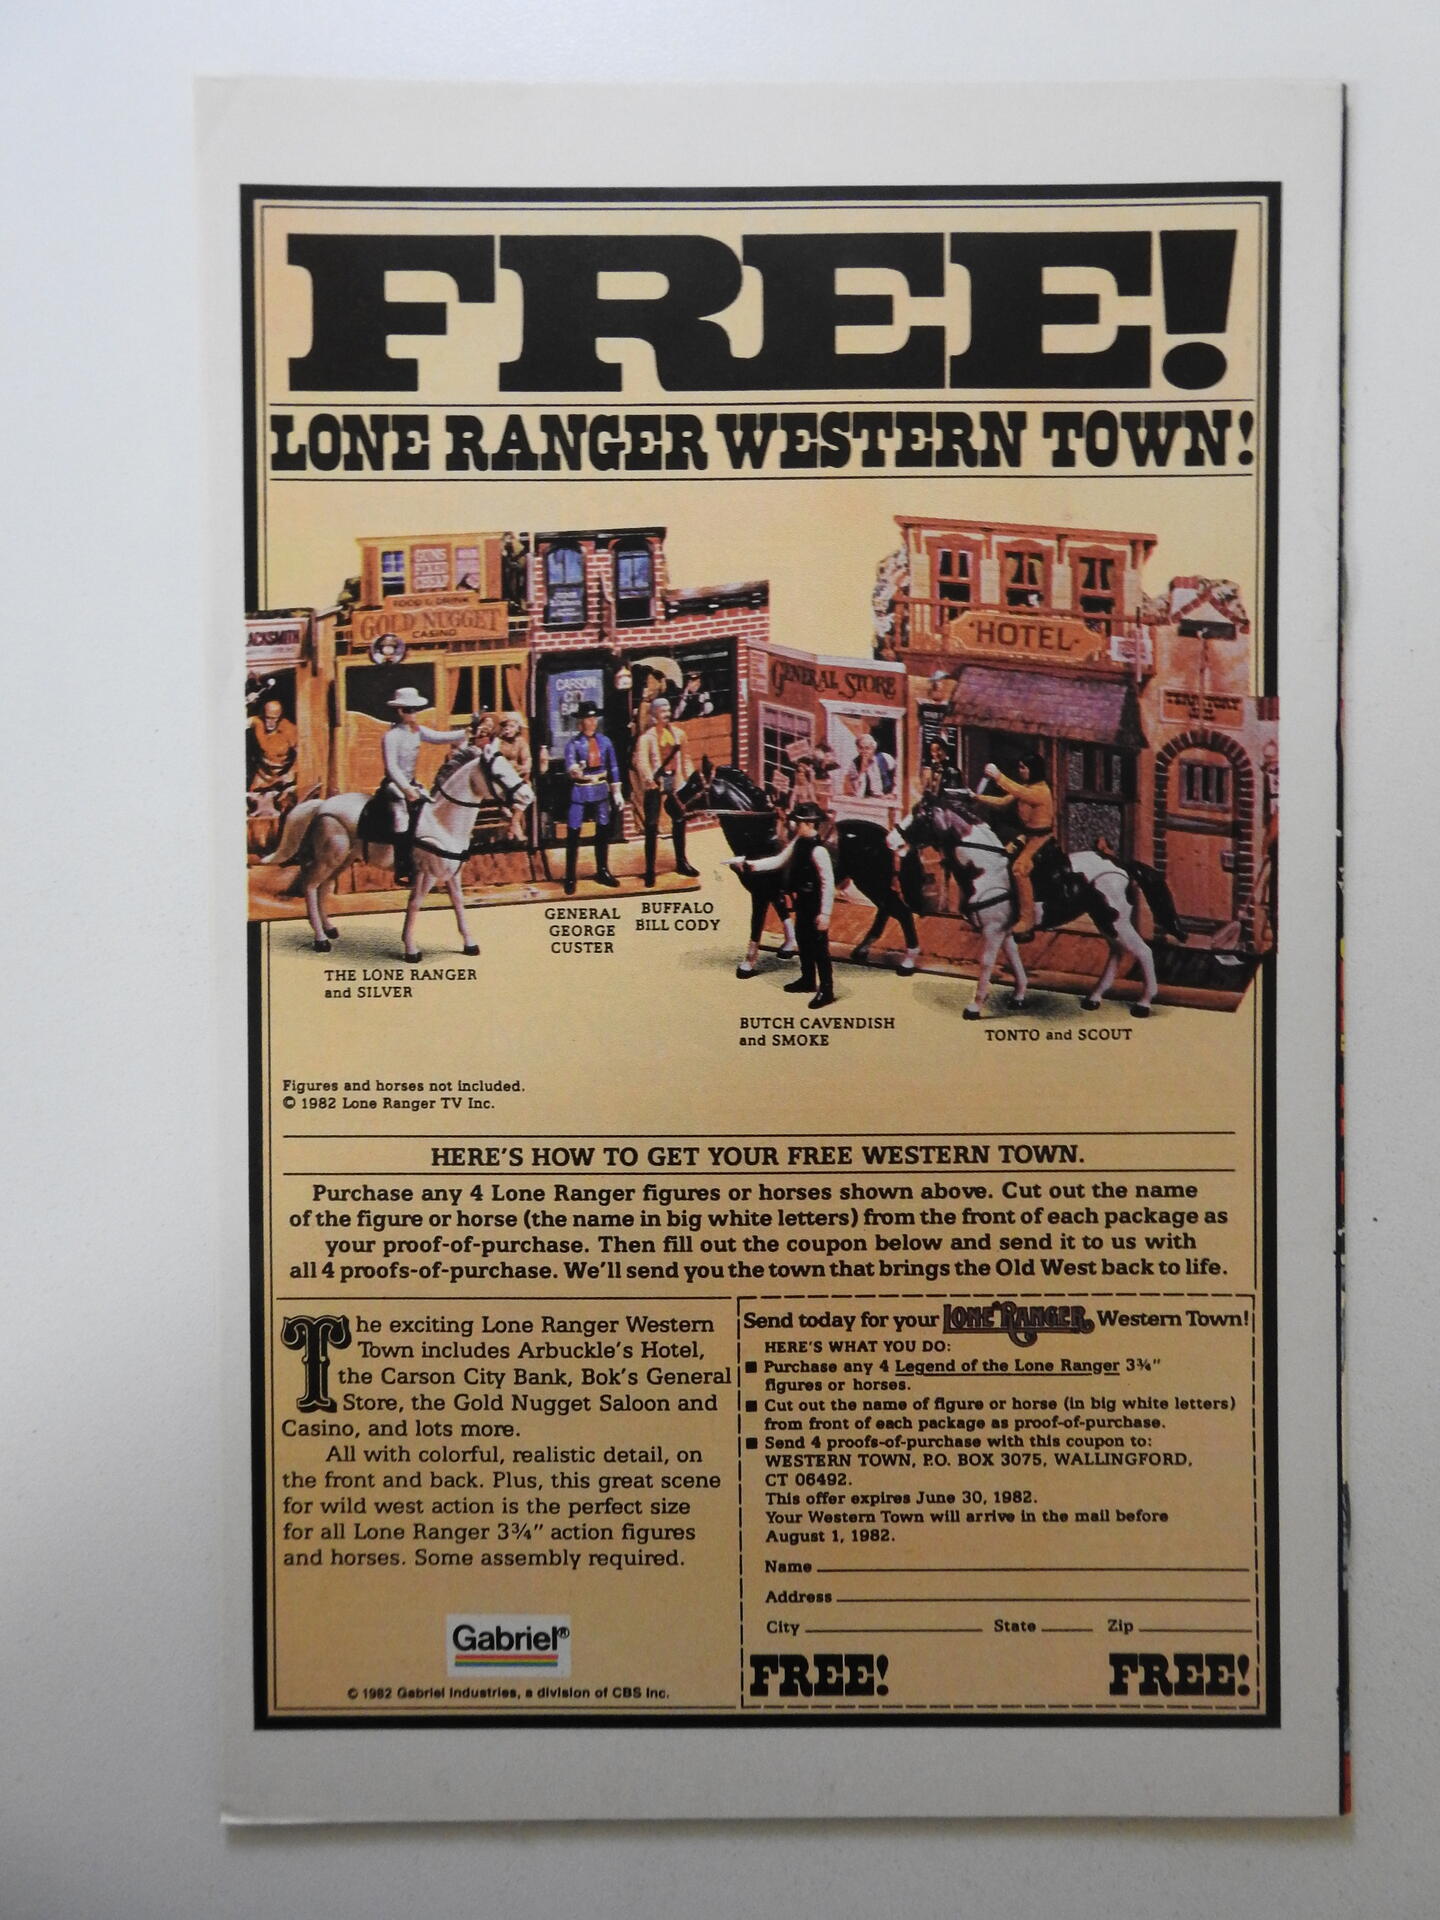 FREE!
LONE RANGER WESTERN TOWN!
GUNS
FIXED
CHEAP
FOOD & DRINK
GOLD NUGGET
CASINO
ACKSMITH
CARSON
CITY
BANK
HOTEL
GENERAL STORE
GENERAL
GEORGE
CUSTER
BUFFALO
BILL CODY
THE LONE RANGER
and SILVER
BUTCH CAVENDISH
and SMOKE
TONTO and SCOUT
Figures and horses not included.
© 1982 Lone Ranger TV Inc.
HERE'S HOW TO GET YOUR FREE WESTERN TOWN.
Purchase any 4 Lone Ranger figures or horses shown above. Cut out the name
of the figure or horse (the name in big white letters) from the front of each package as
your proof-of-purchase. Then fill out the coupon below and send it to us with
all 4 proofs-of-purchase. We'll send you the town that brings the Old West back to life.
The exciting Lone Ranger Western
Town includes Arbuckle's Hotel,
the Carson City Bank, Bok's General
Store, the Gold Nugget Saloon and
Casino, and lots more.
All with colorful, realistic detail, on
the front and back. Plus, this great scene
for wild west action is the perfect size
for all Lone Ranger 3¾" action figures
and horses. Some assembly required.
Gabriel®
© 1982 Gabriel Industries, a division of CBS Inc.
Send today for your LONE RANGER Western Town!
HERE'S WHAT YOU DO:
■ Purchase any 4 Legend of the Lone Ranger 3¾"
figures or horses.
■ Cut out the name of figure or horse (in big white letters)
from front of each package as proof-of-purchase.
■ Send 4 proofs-of-purchase with this coupon to:
WESTERN TOWN, P.O. BOX 3075, WALLINGFORD,
CT 06492.
This offer expires June 30, 1982.
Your Western Town will arrive in the mail before
August 1, 1982.
Name
Address
City State Zip
FREE! FREE!